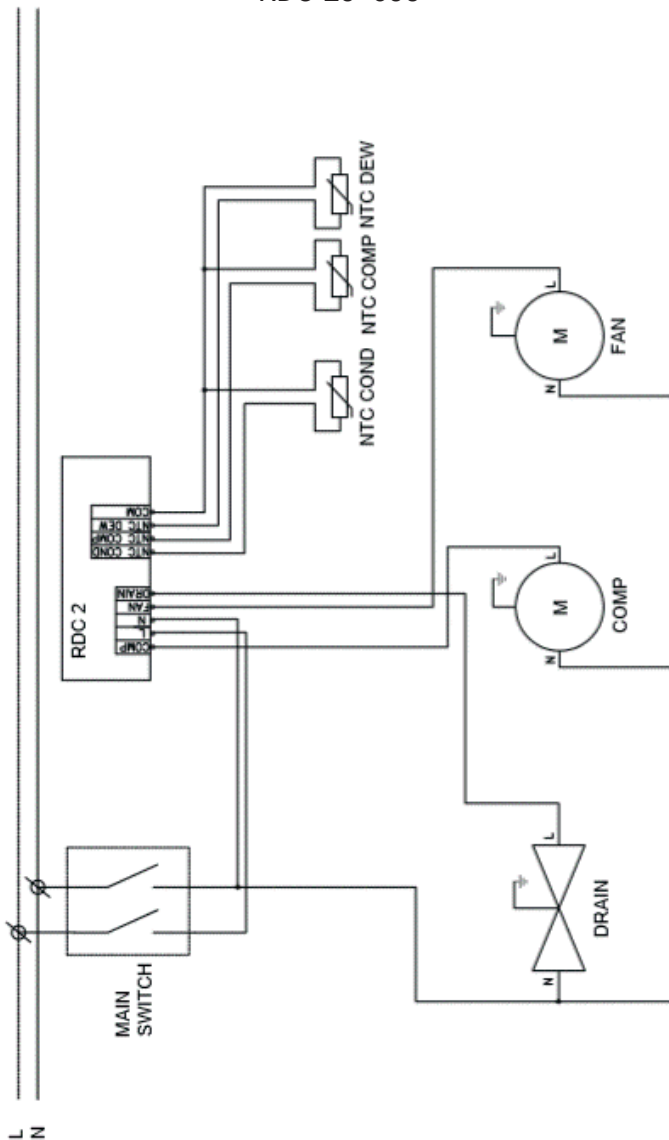 L
N
MAIN
SWITCH
RDC 2
COMP
L
N
FAN
DRAIN
NTC COND
NTC COMP
NTC DEW
COM
NTC COND
NTC COMP
NTC DEW
N
L
DRAIN
N
M
L
COMP
N
M
L
FAN